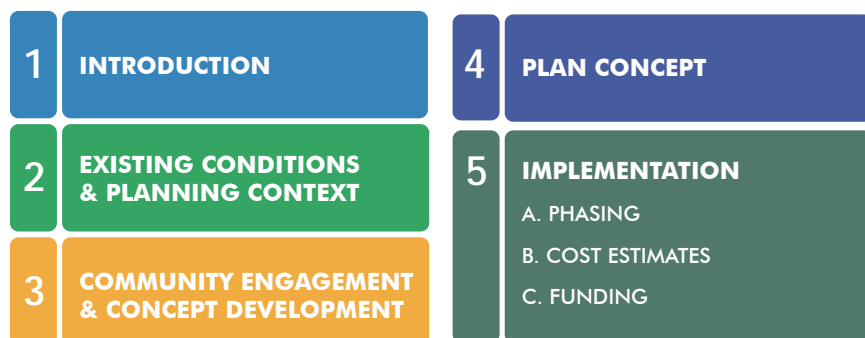 1
INTRODUCTION
2
EXISTING CONDITIONS
& PLANNING CONTEXT
3
COMMUNITY ENGAGEMENT
& CONCEPT DEVELOPMENT
4
PLAN CONCEPT
5
IMPLEMENTATION
A. PHASING
B. COST ESTIMATES
C. FUNDING